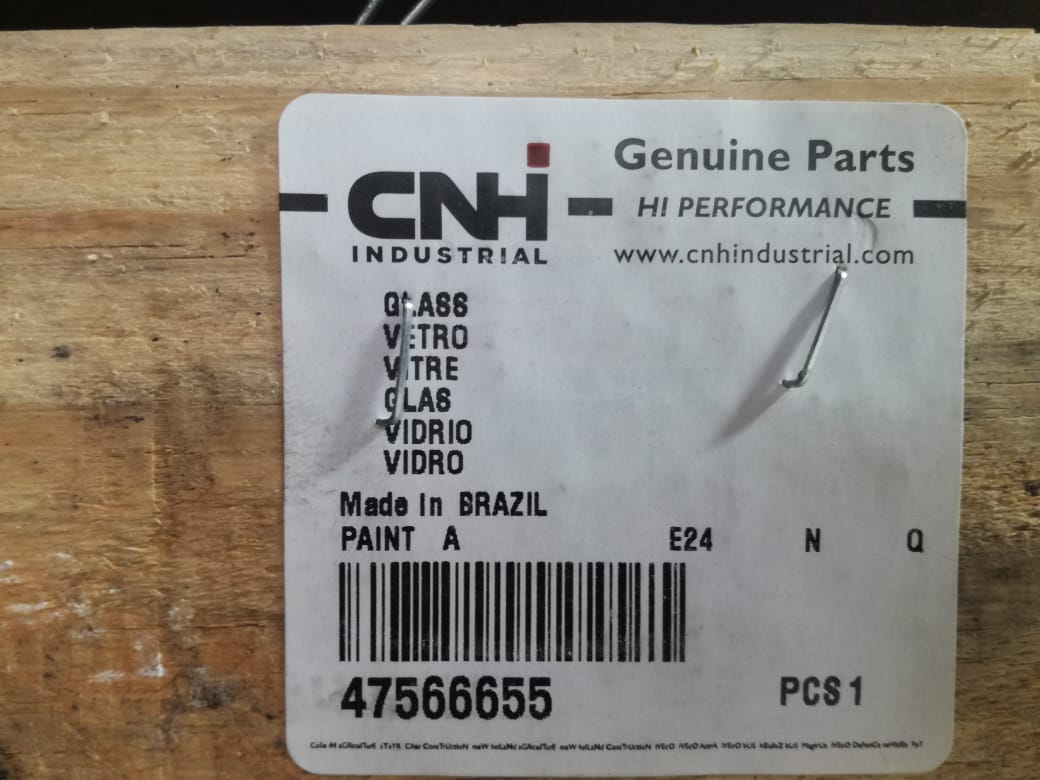 CNH
INDUSTRIAL
Genuine Parts
HI PERFORMANCE
www.cnhindustrial.com
GLASS
VETRO
VITRE
GLAS
VIDRIO
VIDRO
Made in BRAZIL
PAINT A E24 N Q
47566655 PCS 1